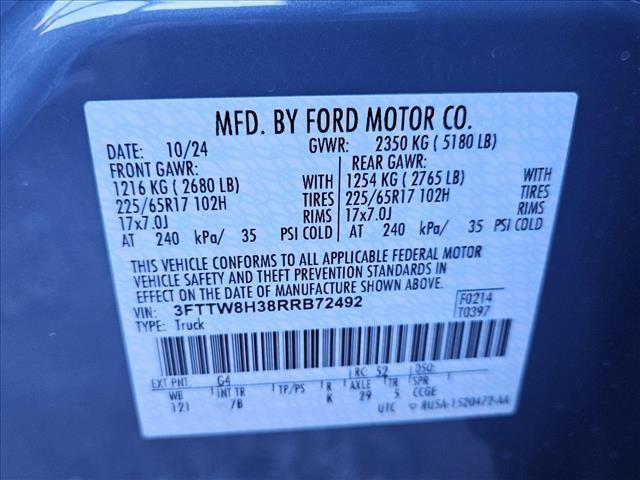 MFD. BY FORD MOTOR CO.
DATE: 10/24 GVWR: 2350 KG ( 5180 LB)
FRONT GAWR: REAR GAWR:
1216 KG ( 2680 LB) WITH 1254 KG ( 2765 LB) WITH
225/65R17 102H TIRES 225/65R17 102H TIRES
17x7.0J RIMS 17x7.0J RIMS
AT 240 kPa/ 35 PSI COLD AT 240 kPa/ 35 PSI COLD
THIS VEHICLE CONFORMS TO ALL APPLICABLE FEDERAL MOTOR
VEHICLE SAFETY AND THEFT PREVENTION STANDARDS IN
EFFECT ON THE DATE OF MANUFACTURE SHOWN ABOVE.
VIN: 3FTTW8H38RRB72492 F0214
TYPE: Truck T0397
RC: 52 DSO:
EXT PNT: G4
WB INT TR TP/PS R AXLE TR SPR
121 7B K 29 5 CCGE
UTC RU5A-1520472-AA